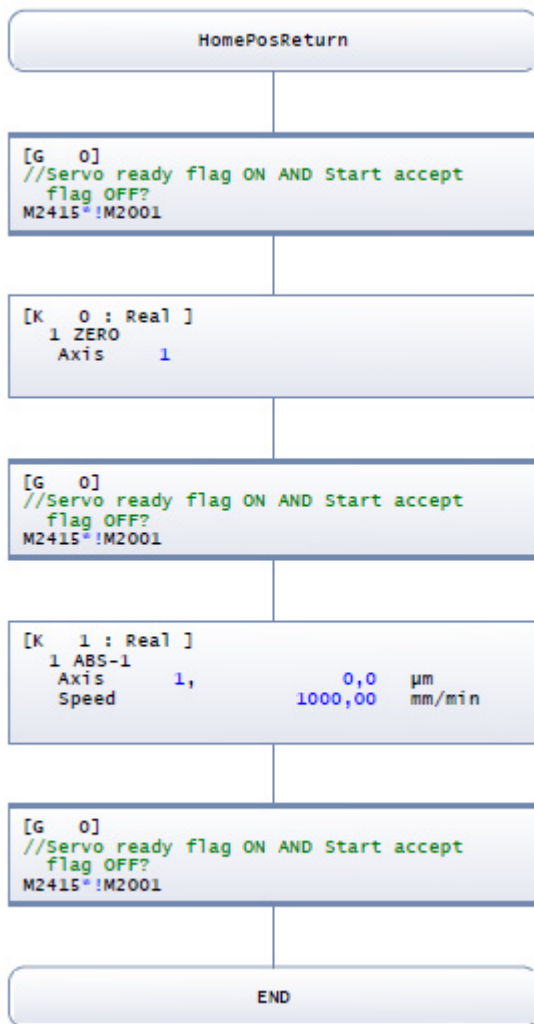 HomePosReturn
[G 0]
//Servo ready flag ON AND Start accept
flag OFF?
M2415*!M2001
[K 0 : Real ]
1 ZERO
Axis 1
[G 0]
//Servo ready flag ON AND Start accept
flag OFF?
M2415*!M2001
[K 1 : Real ]
1 ABS-1
Axis 1, 0,0 µm
Speed 1000,00 mm/min
[G 0]
//Servo ready flag ON AND Start accept
flag OFF?
M2415*!M2001
END